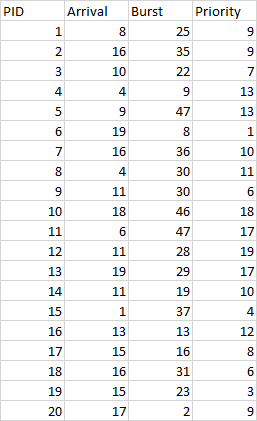 PID Arrival Burst Priority
1 8 25 9
2 16 35 9
3 10 22 7
4 4 9 13
5 9 47 13
6 19 8 1
7 16 36 10
8 4 30 11
9 11 30 6
10 18 46 18
11 6 47 17
12 11 28 19
13 19 29 17
14 11 19 10
15 1 37 4
16 13 13 12
17 15 16 8
18 16 31 6
19 15 23 3
20 17 2 9